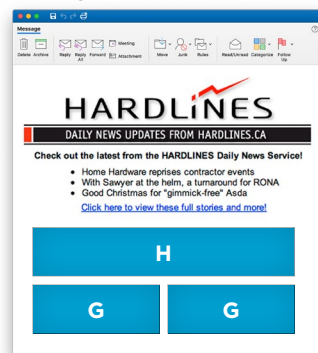 Message
Delete Archive Reply Reply All Forward Meeting Attachment Move Junk Rules Read/Unread Categorize Follow Up
HARDLINES
DAILY NEWS UPDATES FROM HARDLINES.CA
Check out the latest from the HARDLINES Daily News Service!
• Home Hardware reprises contractor events
• With Sawyer at the helm, a turnaround for RONA
• Good Christmas for "gimmick-free" Asda
Click here to view these full stories and more!
H
G G